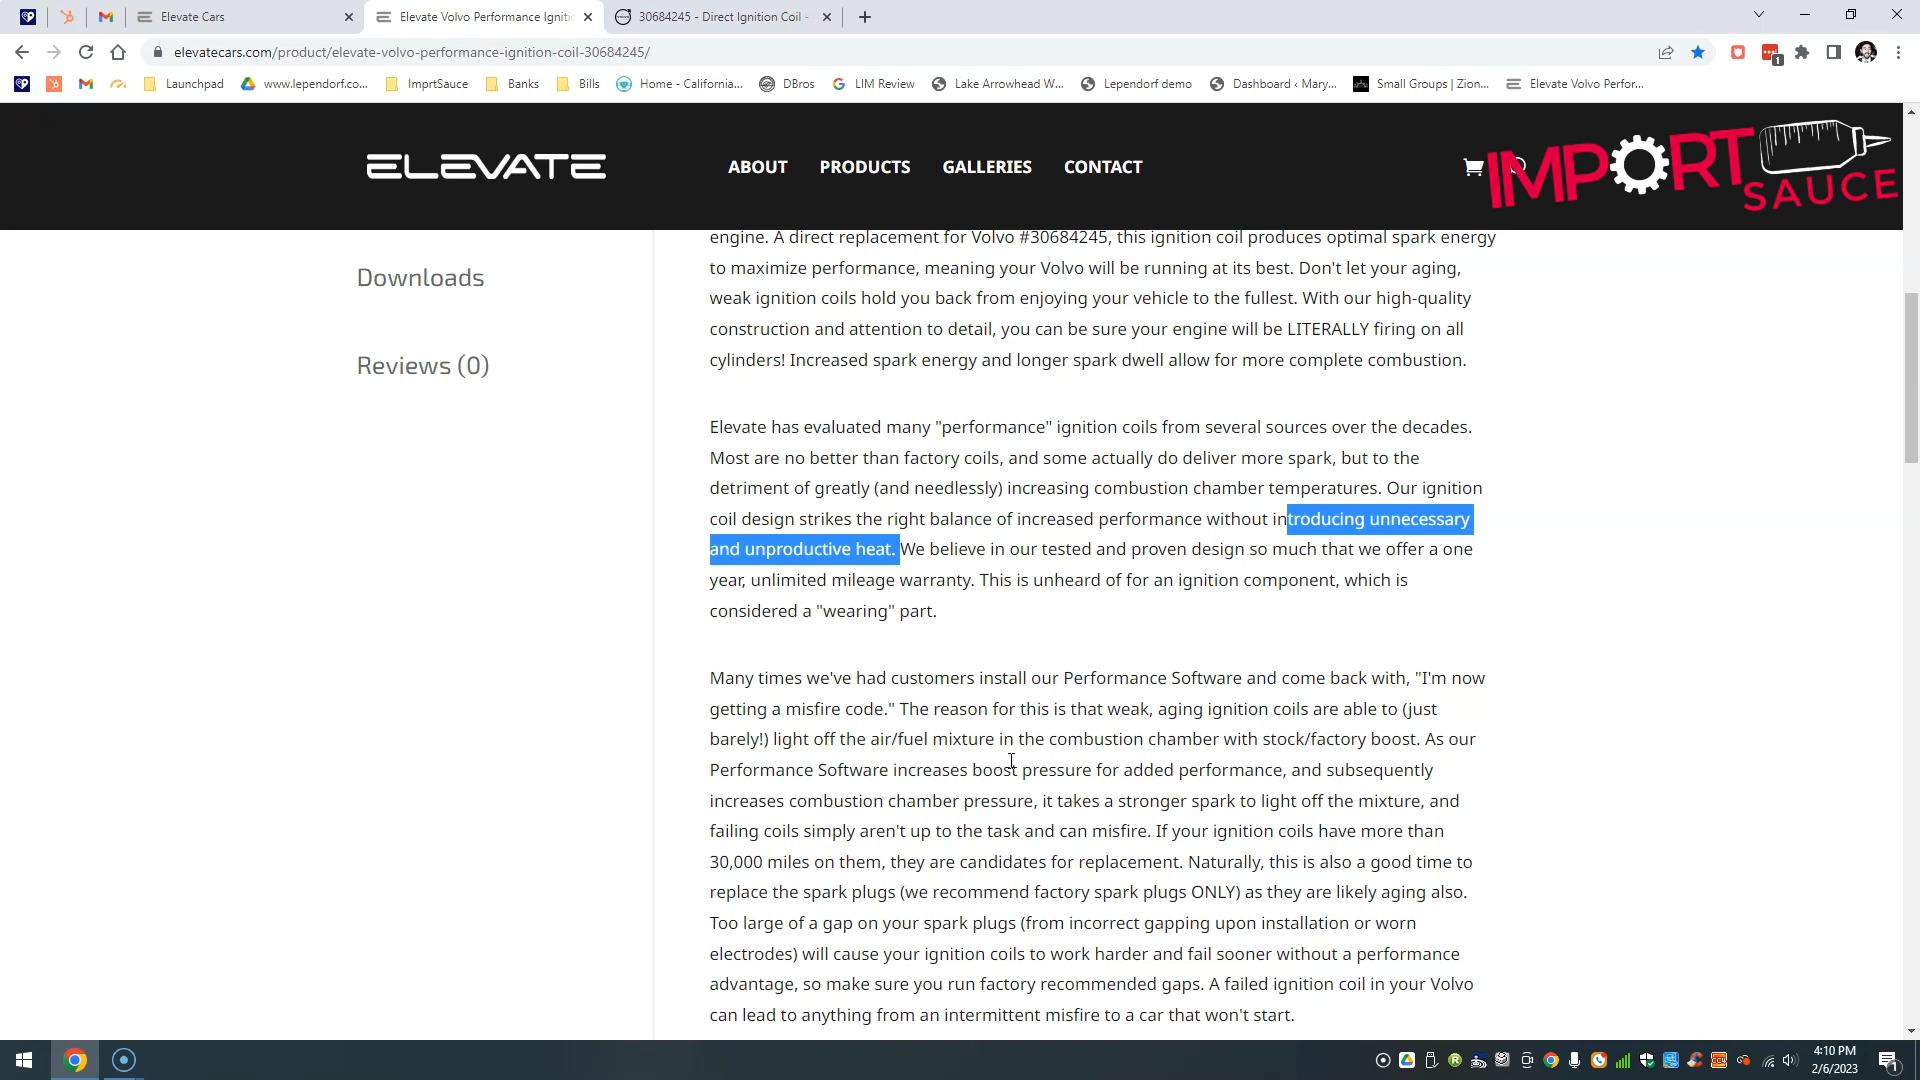 Elevate Cars
Elevate Volvo Performance Igniti
30684245 - Direct Ignition Coil -
elevatecars.com/product/elevate-volvo-performance-ignition-coil-30684245/
1
Launchpad
www.lependorf.co...
ImprtSauce
Banks
Bills
Home - California...
DBros
LIM Review
Lake Arrowhead W...
Lependorf demo
Dashboard ‹ Mary...
Small Groups | Zion...
Elevate Volvo Perfor...
ELEVATE
ABOUT
PRODUCTS
GALLERIES
CONTACT
IMPORT
SAUCE
Downloads
Reviews (0)
engine. A direct replacement for Volvo #30684245, this ignition coil produces optimal spark energy
to maximize performance, meaning your Volvo will be running at its best. Don't let your aging,
weak ignition coils hold you back from enjoying your vehicle to the fullest. With our high-quality
construction and attention to detail, you can be sure your engine will be LITERALLY firing on all
cylinders! Increased spark energy and longer spark dwell allow for more complete combustion.
Elevate has evaluated many "performance" ignition coils from several sources over the decades.
Most are no better than factory coils, and some actually do deliver more spark, but to the
detriment of greatly (and needlessly) increasing combustion chamber temperatures. Our ignition
coil design strikes the right balance of increased performance without introducing unnecessary
and unproductive heat. We believe in our tested and proven design so much that we offer a one
year, unlimited mileage warranty. This is unheard of for an ignition component, which is
considered a "wearing" part.
Many times we've had customers install our Performance Software and come back with, "I'm now
getting a misfire code." The reason for this is that weak, aging ignition coils are able to (just
barely!) light off the air/fuel mixture in the combustion chamber with stock/factory boost. As our
Performance Software increases boost pressure for added performance, and subsequently
increases combustion chamber pressure, it takes a stronger spark to light off the mixture, and
failing coils simply aren't up to the task and can misfire. If your ignition coils have more than
30,000 miles on them, they are candidates for replacement. Naturally, this is also a good time to
replace the spark plugs (we recommend factory spark plugs ONLY) as they are likely aging also.
Too large of a gap on your spark plugs (from incorrect gapping upon installation or worn
electrodes) will cause your ignition coils to work harder and fail sooner without a performance
advantage, so make sure you run factory recommended gaps. A failed ignition coil in your Volvo
can lead to anything from an intermittent misfire to a car that won't start.
4:10 PM
2/6/2023
1